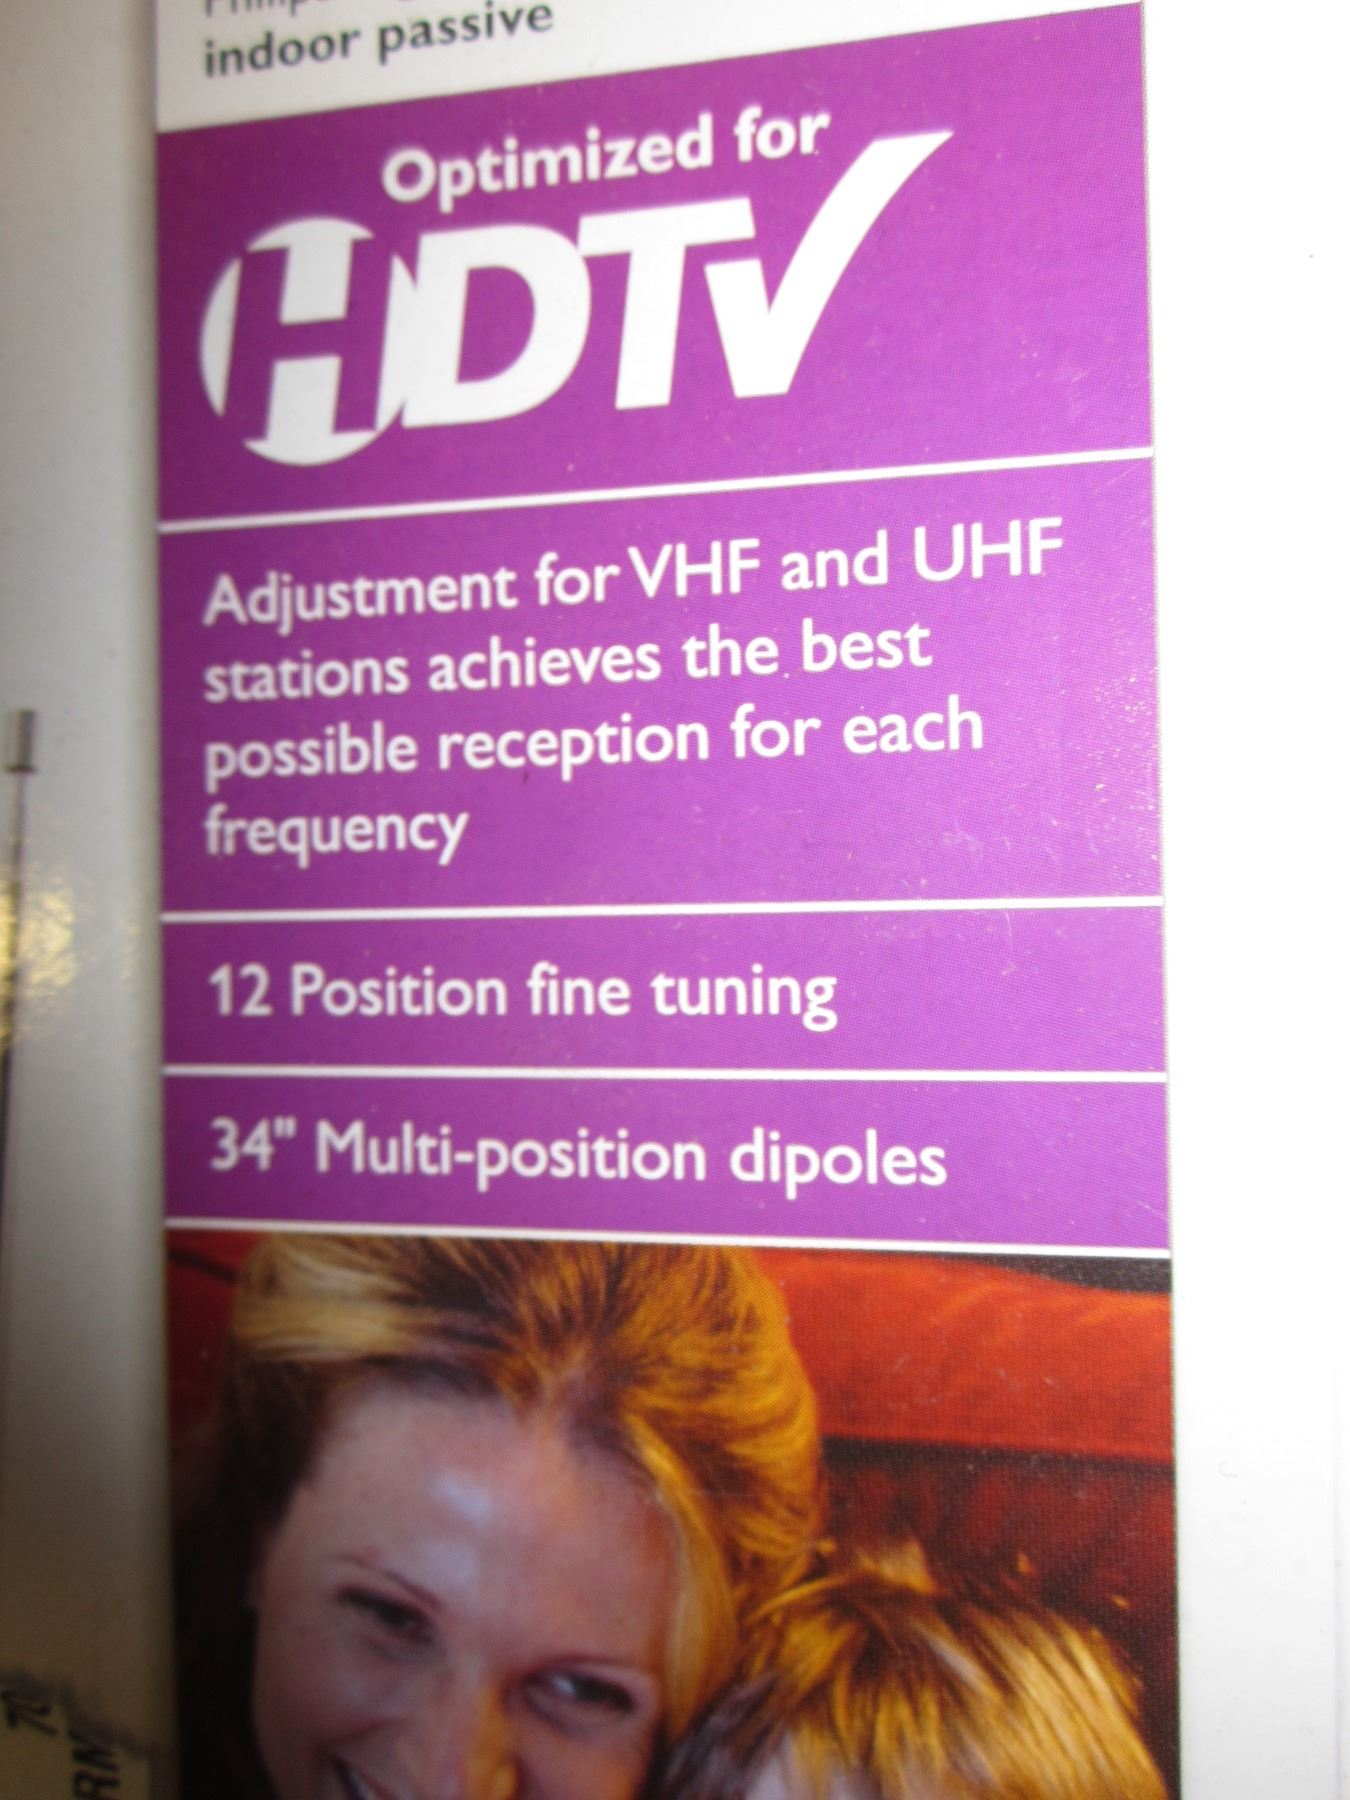 indoor passive
Optimized for
HDTV
Adjustment for VHF and UHF
stations achieves the best
possible reception for each
frequency
12 Position fine tuning
34" Multi-position dipoles